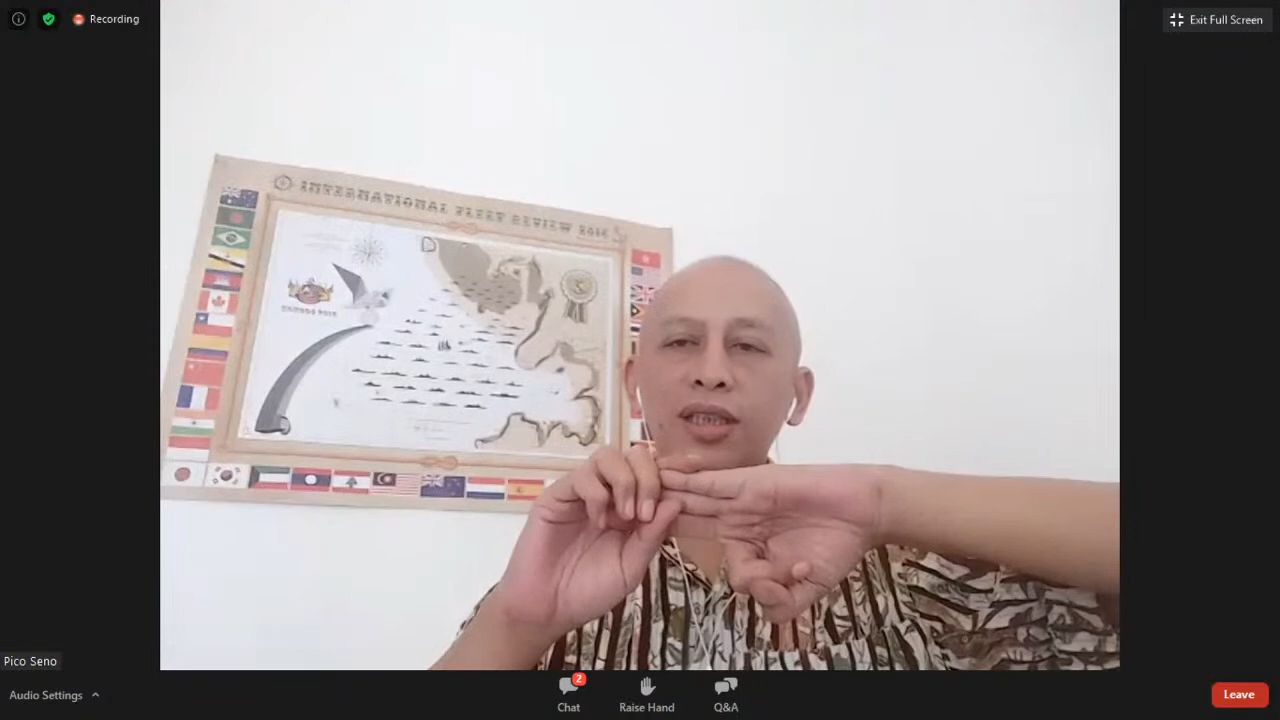 Recording
Exit Full Screen
INTERNATIONAL FLEET REVIEW 2016
Pico Seno
Audio Settings
2
Chat
Raise Hand
Q&A
Leave